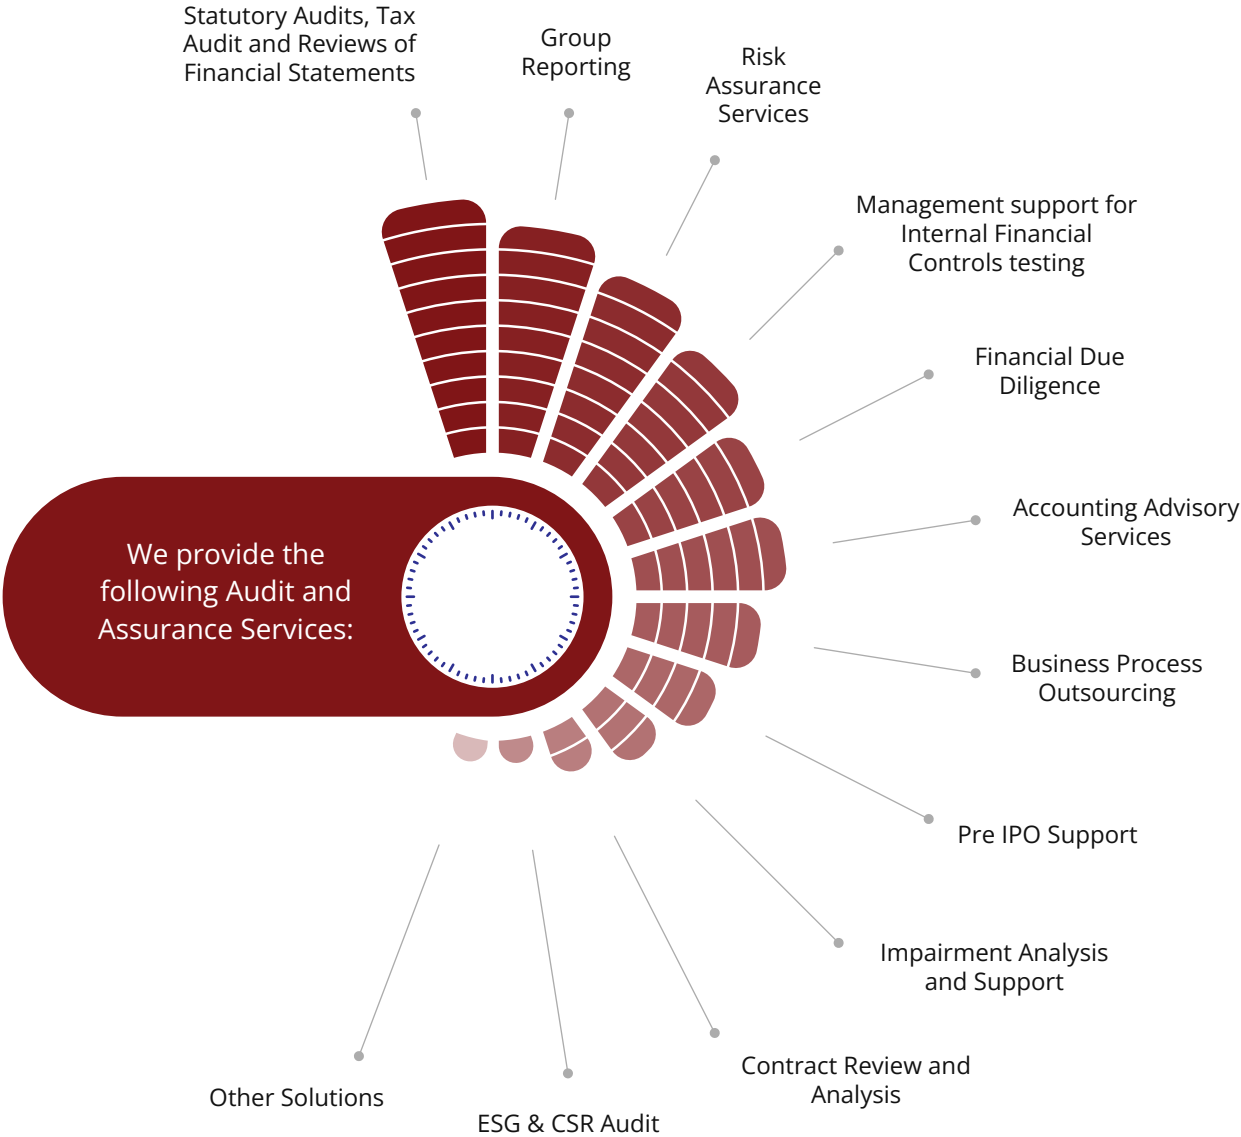 Statutory Audits, Tax
Audit and Reviews of
Financial Statements
Group
Reporting
Risk
Assurance
Services
Management support for
Internal Financial
Controls testing
Financial Due
Diligence
Accounting Advisory
Services
We provide the
following Audit and
Assurance Services:
Business Process
Outsourcing
Pre IPO Support
Impairment Analysis
and Support
Contract Review and
Analysis
ESG & CSR Audit
Other Solutions